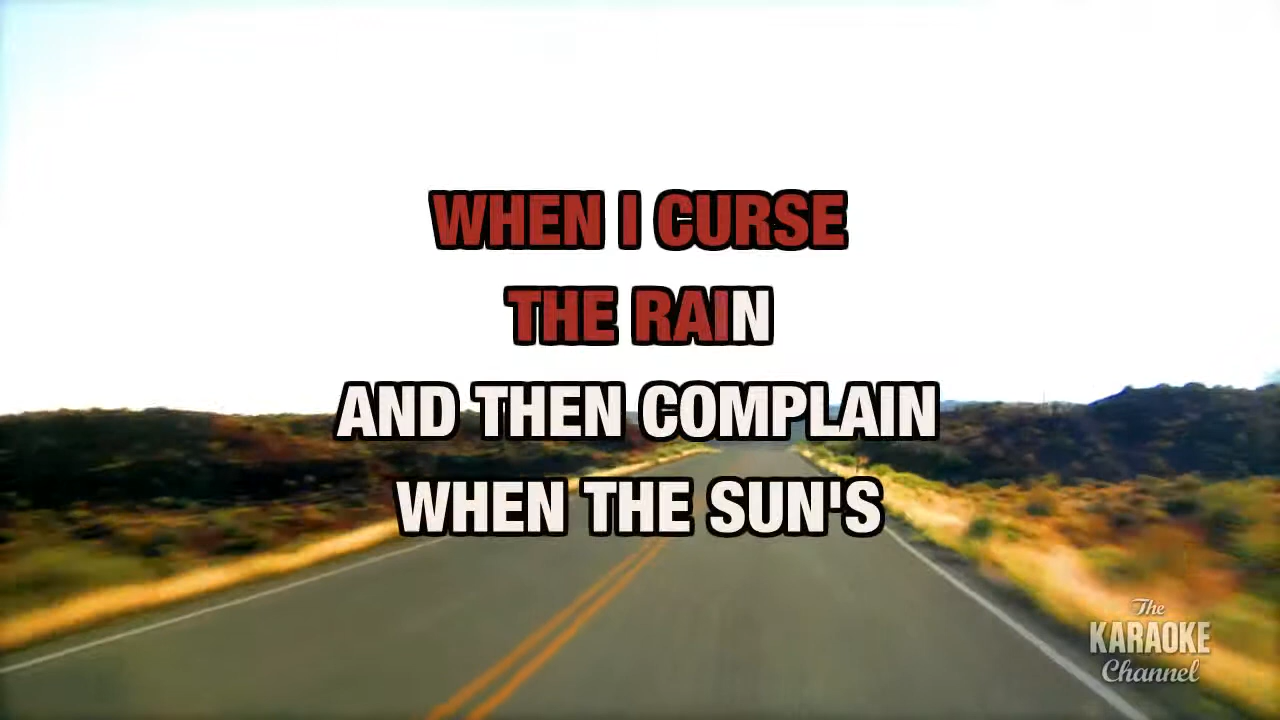 WHEN I CURSE
THE RAIN
AND THEN COMPLAIN
WHEN THE SUN'S
The
KARAOKE
Channel